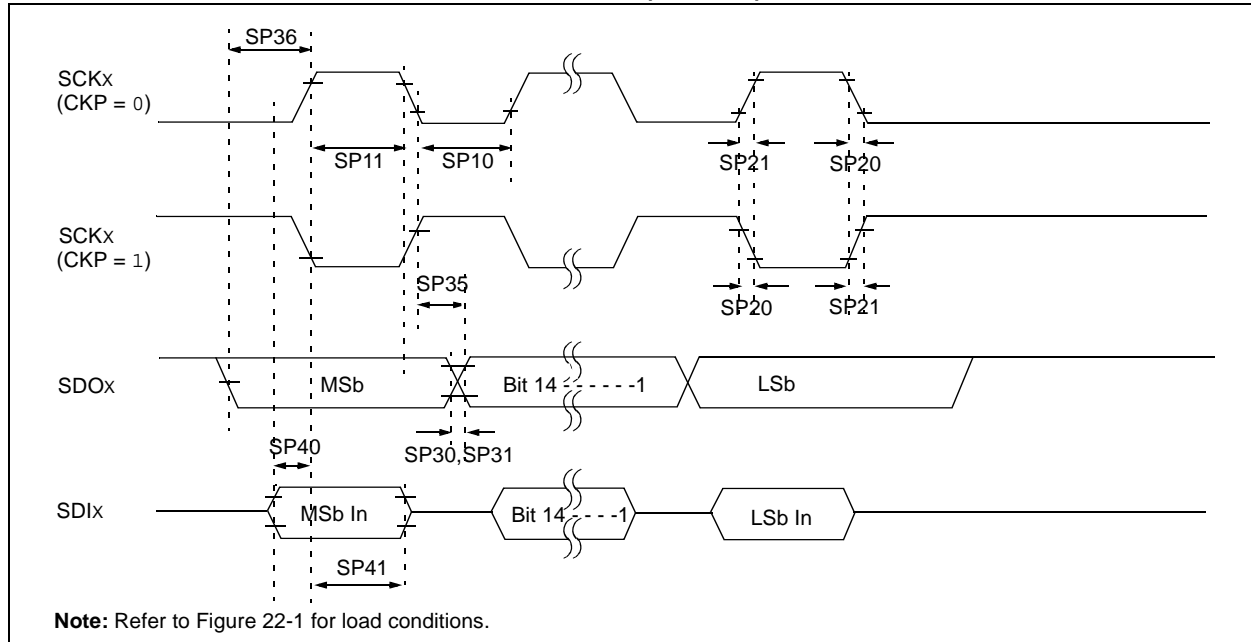 SP36
SCKX
(CKP = 0)
SP11
SP10
SP21
SP20
SCKX
(CKP = 1)
SP35
SP20
SP21
SDOX
MSb
Bit 14 - - - - - -1
LSb
SP40
SP30,SP31
SDIX
MSb In
Bit 14 - - - -1
LSb In
SP41
Note: Refer to Figure 22-1 for load conditions.